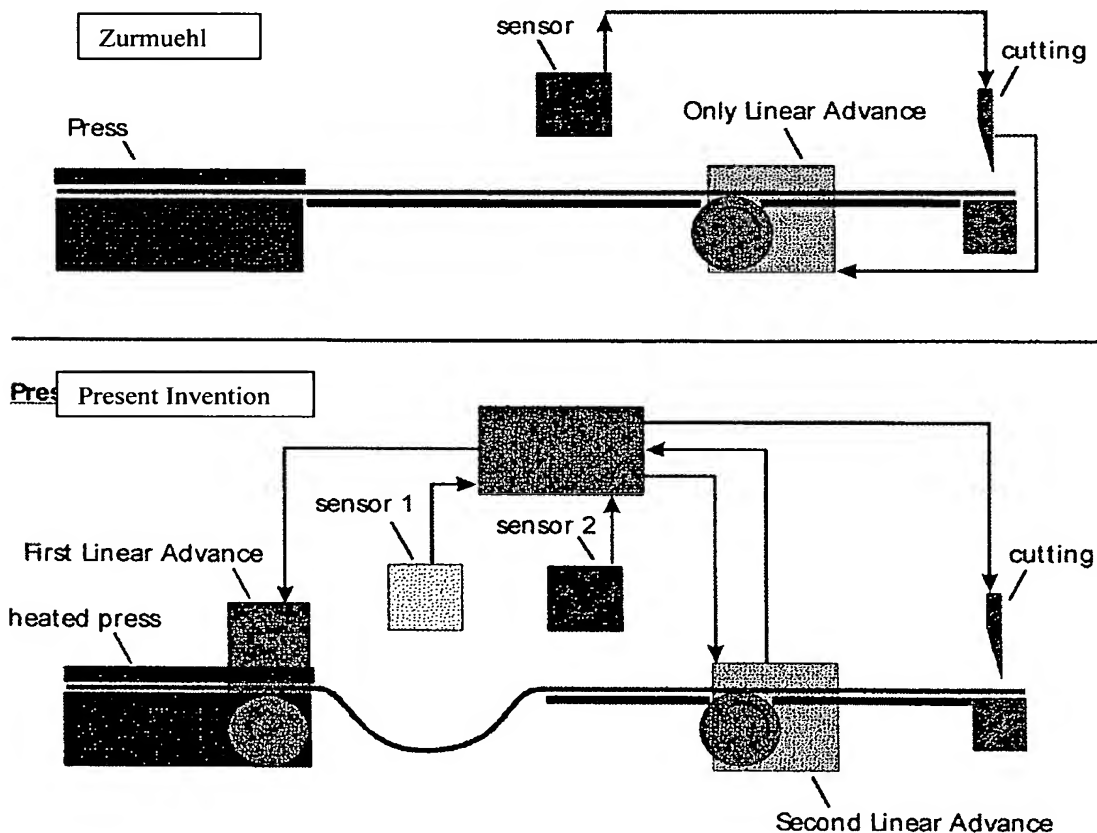 Zurmuehl
sensor
cutting
Press
Only Linear Advance
Pres
Present Invention
sensor 1
sensor 2
First Linear Advance
cutting
heated press
Second Linear Advance